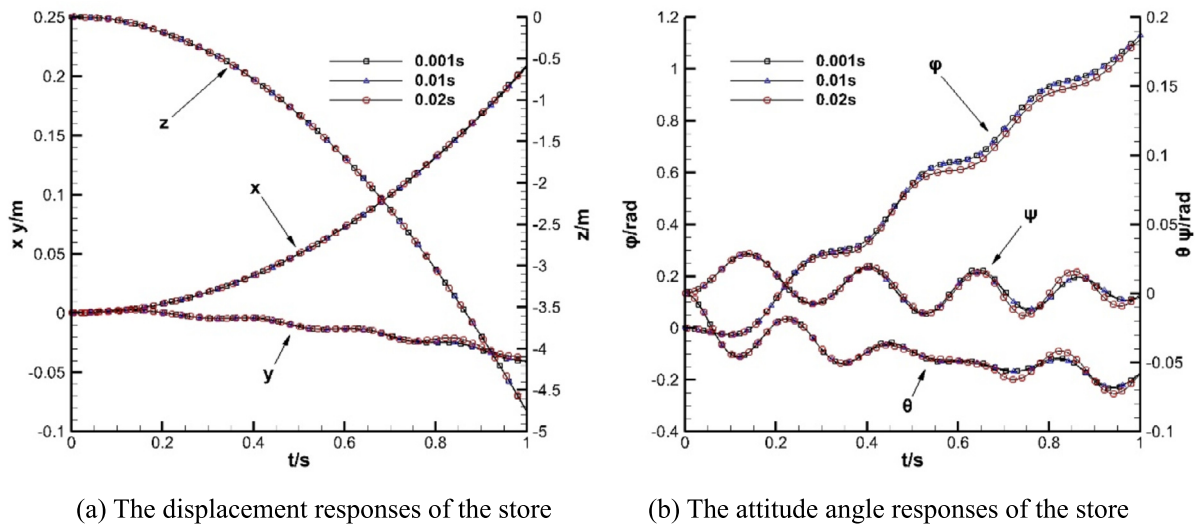 0.25
0.2
0.15
0.1
0.05
0
-0.05
-0.1
x y/m
0
-0.5
-1
-1.5
-2
-2.5
-3
-3.5
-4
-4.5
-5
z/m
0 0.2 0.4 0.6 0.8 1
t/s
0.001s
0.01s
0.02s
z
x
y
(a) The displacement responses of the store
1.2
1
0.8
0.6
0.4
0.2
0
-0.2
-0.4
φ/rad
0.2
0.15
0.1
0.05
0
-0.05
-0.1
θ ψ/rad
0 0.2 0.4 0.6 0.8 1
t/s
0.001s
0.01s
0.02s
φ
ψ
θ
(b) The attitude angle responses of the store